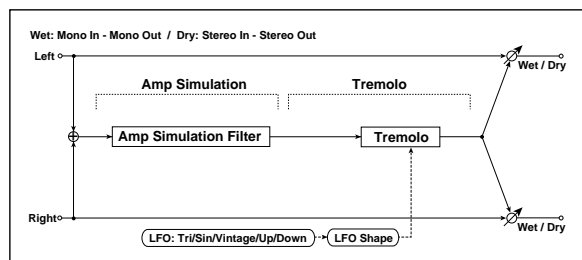 Wet: Mono In - Mono Out / Dry: Stereo In - Stereo Out
Left
Wet / Dry
Amp Simulation
Tremolo
Amp Simulation Filter
Tremolo
Right
Wet / Dry
LFO: Tri/Sin/Vintage/Up/Down
LFO Shape